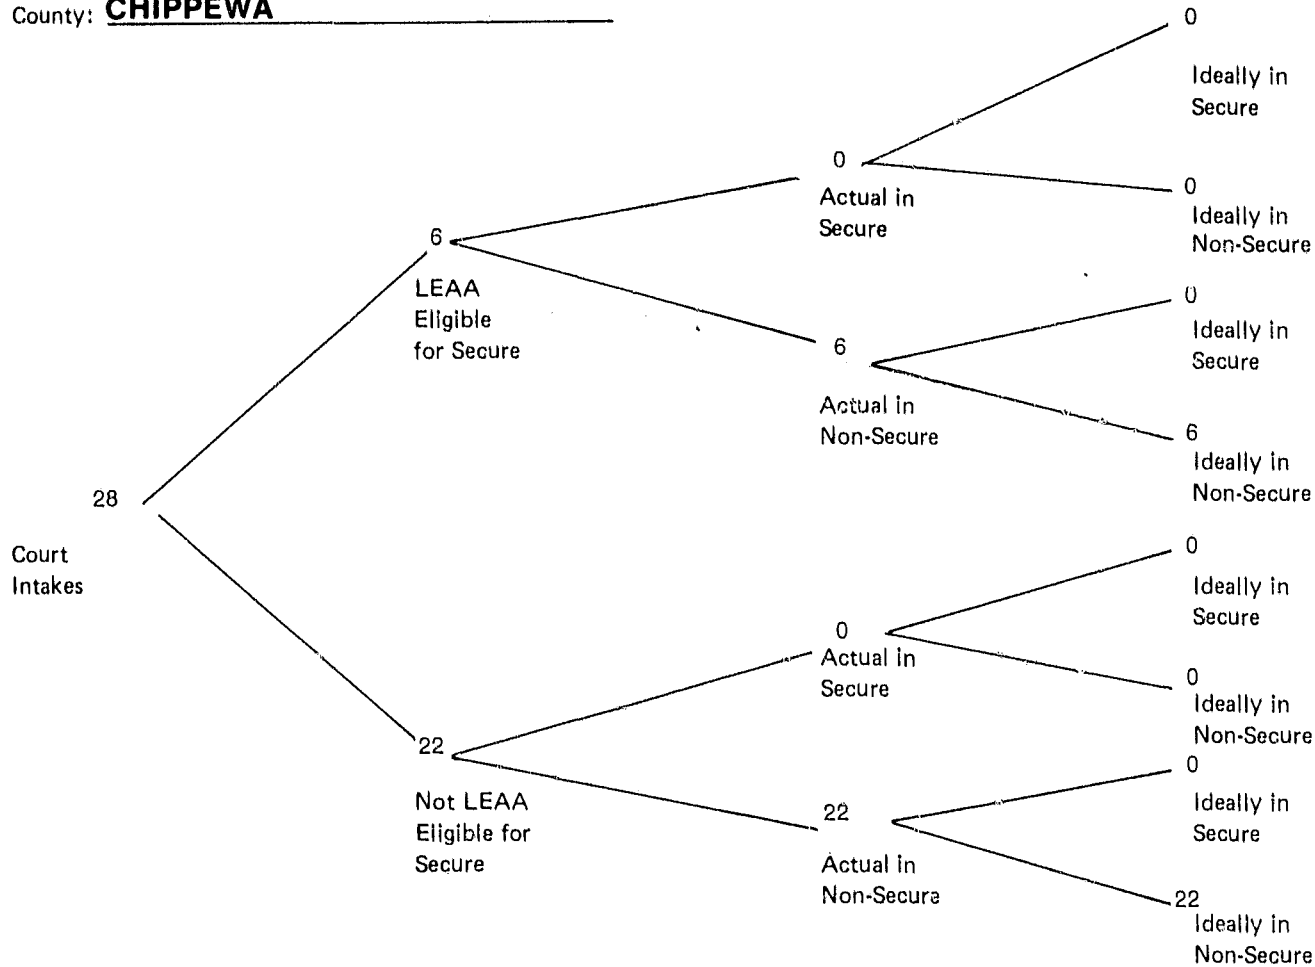 County: CHIPPEWA
0
Ideally in
Secure
0
Actual in
Secure
0
Ideally in
Non-Secure
6
LEAA
Eligible
for Secure
0
Ideally in
Secure
6
Actual in
Non-Secure
6
Ideally in
Non-Secure
28
Court
Intakes
0
Ideally in
Secure
0
Actual in
Secure
0
Ideally in
Non-Secure
22
Not LEAA
Eligible for
Secure
0
Ideally in
Secure
22
Actual in
Non-Secure
22
Ideally in
Non-Secure